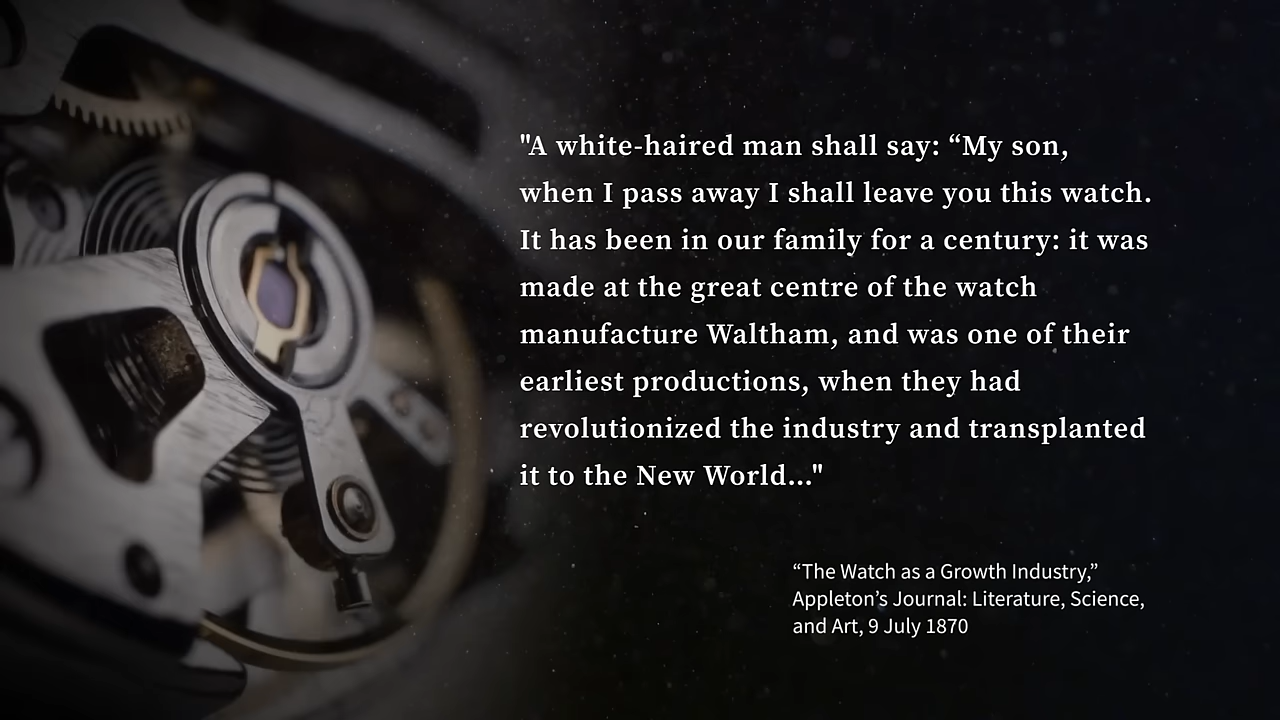 "A white-haired man shall say: “My son,
when I pass away I shall leave you this watch.
It has been in our family for a century: it was
made at the great centre of the watch
manufacture Waltham, and was one of their
earliest productions, when they had
revolutionized the industry and transplanted
it to the New World..."
“The Watch as a Growth Industry,”
Appleton’s Journal: Literature, Science,
and Art, 9 July 1870